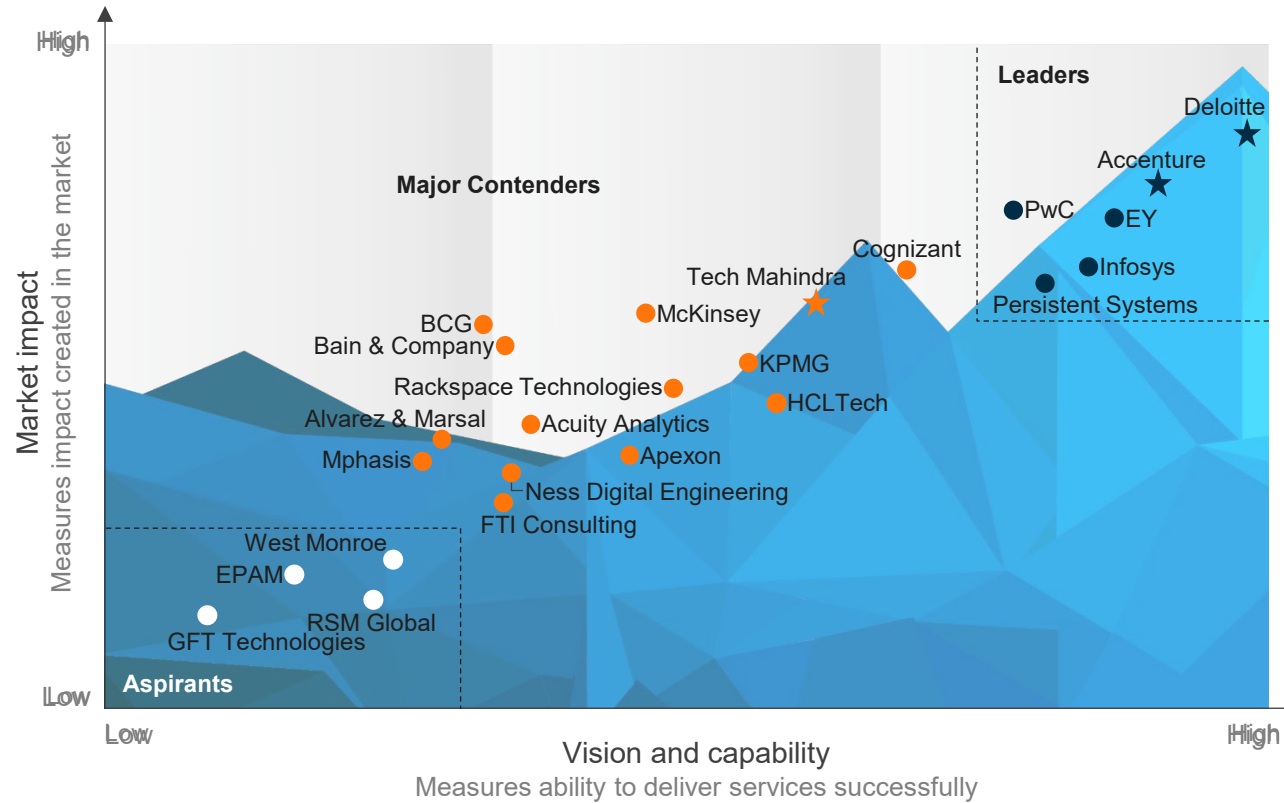 High
Leaders
Deloitte
Accenture
Major Contenders
PwC
EY
Cognizant
Infosys
Tech Mahindra
Persistent Systems
McKinsey
BCG
Bain & Company
KPMG
Rackspace Technologies
HCLTech
Alvarez & Marsal
Acuity Analytics
Mphasis
Apexon
Ness Digital Engineering
FTI Consulting
West Monroe
EPAM
RSM Global
GFT Technologies
Aspirants
Low
Market impact
Measures impact created in the market
Low
High
Vision and capability
Measures ability to deliver services successfully